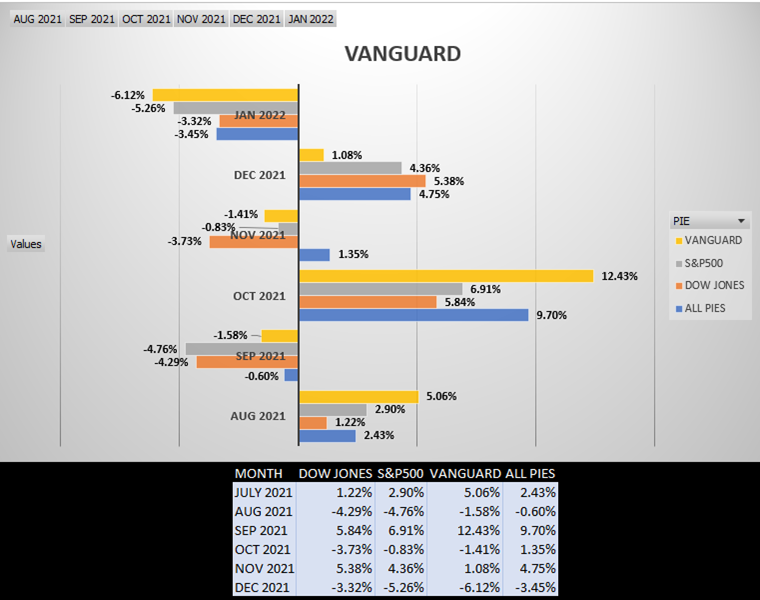 AUG 2021 SEP 2021 OCT 2021 NOV 2021 DEC 2021 JAN 2022
VANGUARD
-6.12%
-5.26%
JAN 2022
-3.32%
-3.45%
1.08%
4.36%
DEC 2021
5.38%
4.75%
-1.41%
-0.83%
NOV 2021
-3.73%
1.35%
Values
PIE
VANGUARD
S&P500
DOW JONES
ALL PIES
12.43%
6.91%
OCT 2021
5.84%
9.70%
-1.58%
-4.76%
SEP 2021
-4.29%
-0.60%
5.06%
2.90%
AUG 2021
1.22%
2.43%
MONTH DOW JONES S&P500 VANGUARD ALL PIES
JULY 2021 1.22% 2.90% 5.06% 2.43%
AUG 2021 -4.29% -4.76% -1.58% -0.60%
SEP 2021 5.84% 6.91% 12.43% 9.70%
OCT 2021 -3.73% -0.83% -1.41% 1.35%
NOV 2021 5.38% 4.36% 1.08% 4.75%
DEC 2021 -3.32% -5.26% -6.12% -3.45%